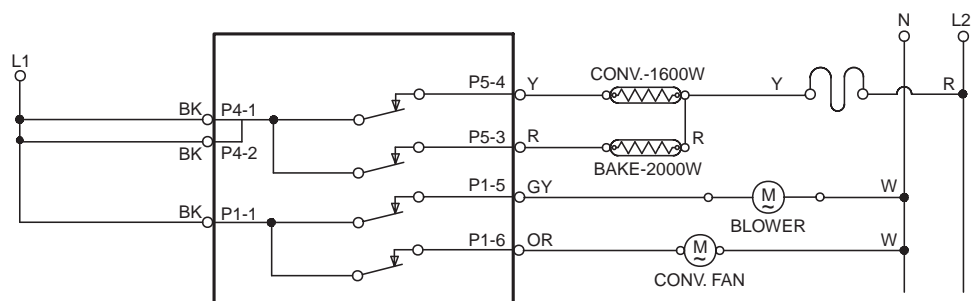 N
L2
L1
P5-4
Y
CONV.-1600W
Y
R
BK
P4-1
BK
P4-2
P5-3
R
R
BAKE-2000W
P1-5
GY
M
~
W
BK
P1-1
BLOWER
P1-6
OR
M
~
W
CONV. FAN